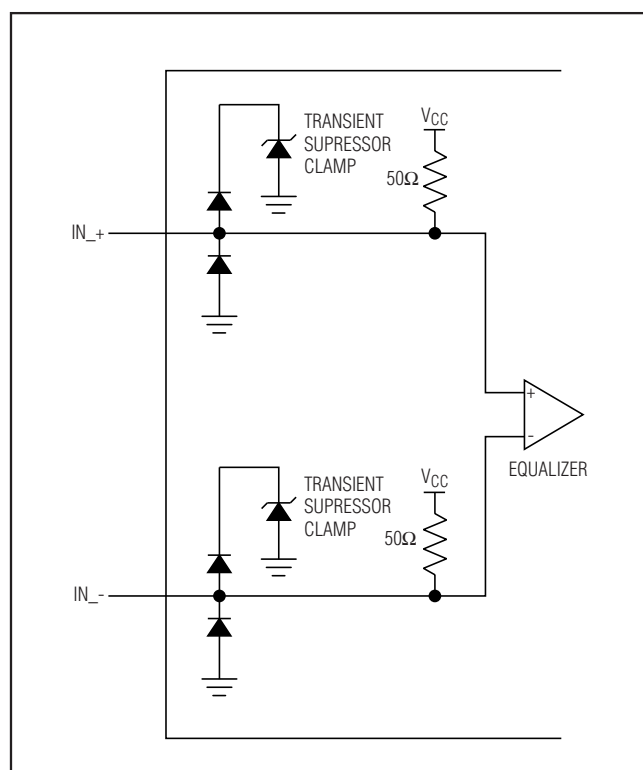 TRANSIENT
SUPRESSOR
CLAMP
VCC
50Ω
IN_+
+
-
EQUALIZER
TRANSIENT
SUPRESSOR
CLAMP
VCC
50Ω
IN_-